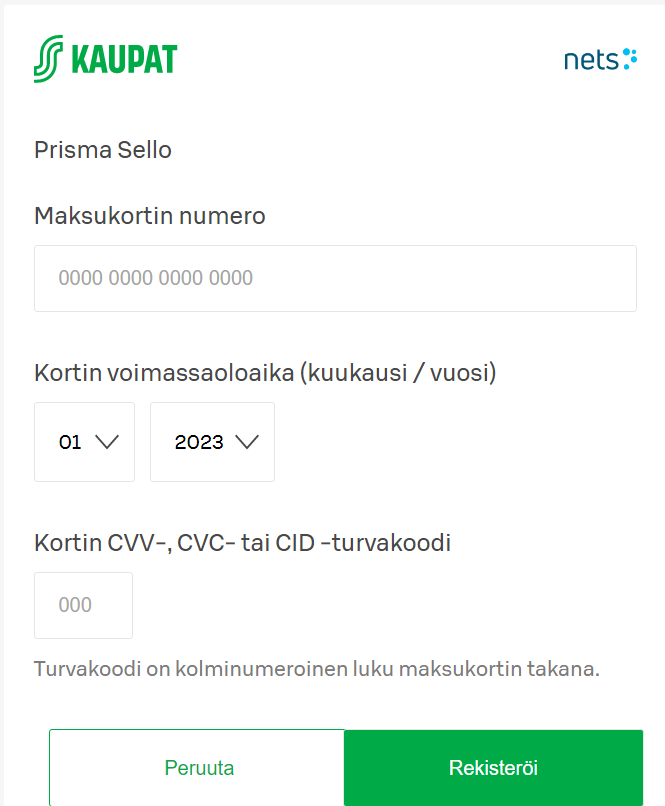 KAUPAT
nets
Prisma Sello
Maksukortin numero
0000 0000 0000 0000
Kortin voimassaoloaika (kuukausi / vuosi)
01 2023
Kortin CVV-, CVC- tai CID -turvakoodi
000
Turvakoodi on kolminumeroinen luku maksukortin takana.
Peruuta Rekisteröi